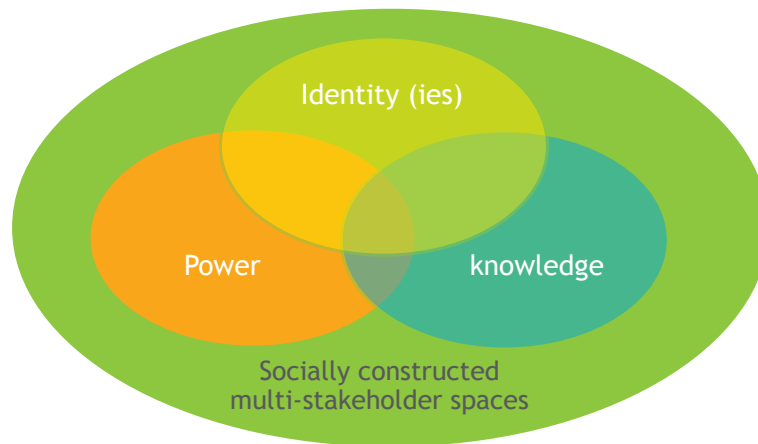 Identity (ies)
Power
knowledge
Socially constructed
multi-stakeholder spaces